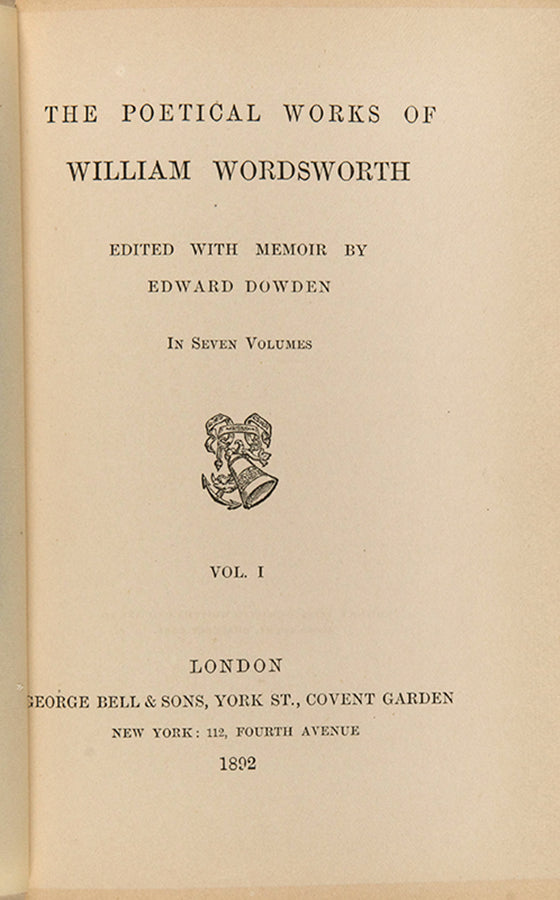 THE POETICAL WORKS OF
WILLIAM WORDSWORTH
EDITED WITH MEMOIR BY
EDWARD DOWDEN
IN SEVEN VOLUMES
VOL. I
LONDON
GEORGE BELL & SONS, YORK ST., COVENT GARDEN
NEW YORK: 112, FOURTH AVENUE
1892